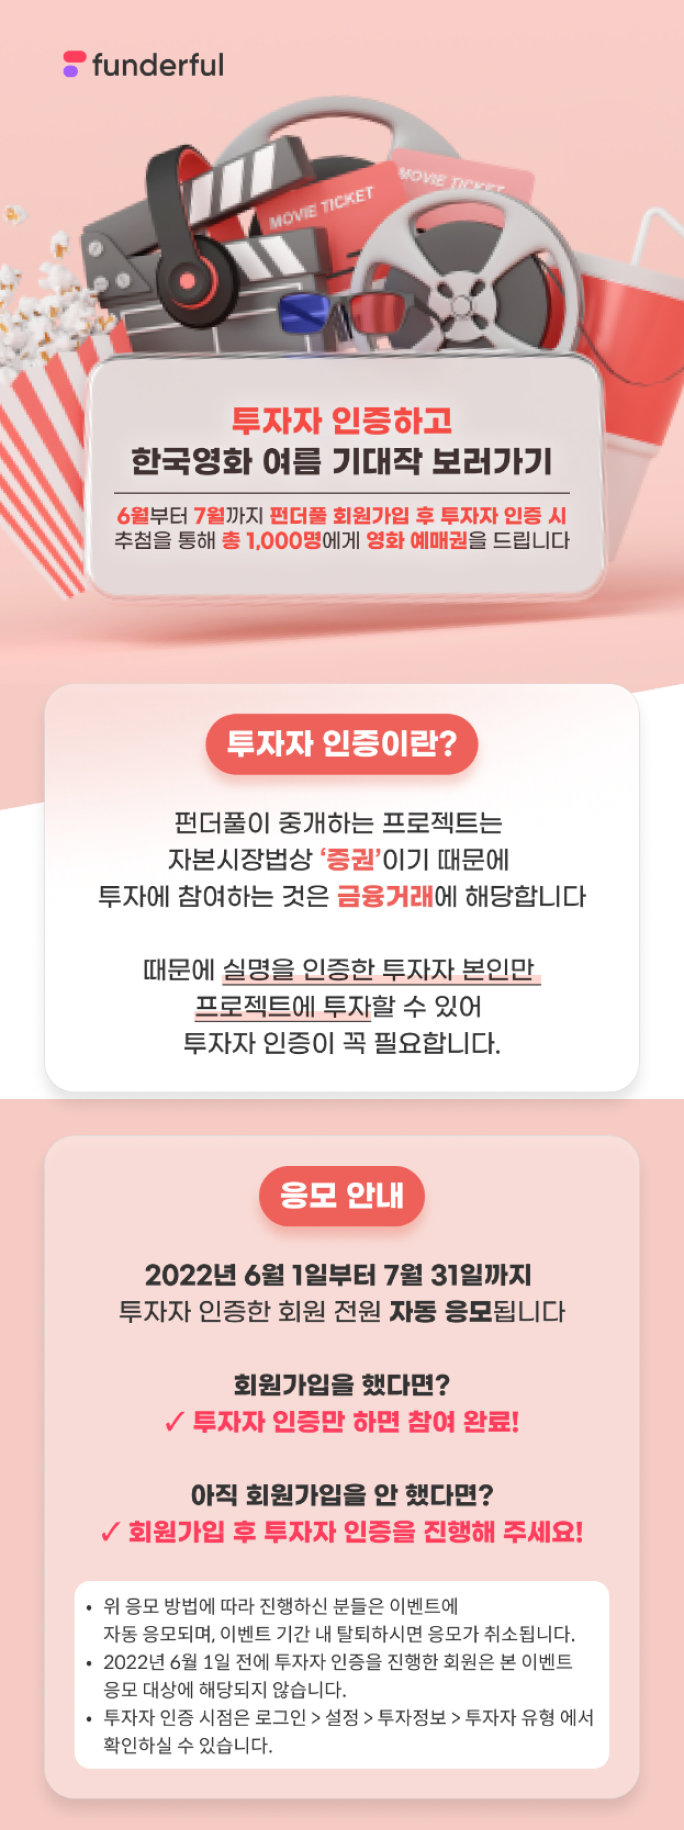 funderful
MOVIE TICKET
MOVIE TICKET
투자자 인증하고
한국영화 여름 기대작 보러가기
6월부터 7월까지 펀더풀 회원가입 후 투자자 인증 시
추첨을 통해 총 1,000명에게 영화 예매권을 드립니다
투자자 인증이란?
펀더풀이 중개하는 프로젝트는
자본시장법상 ‘증권’이기 때문에
투자에 참여하는 것은 금융거래에 해당합니다
때문에 실명을 인증한 투자자 본인만
프로젝트에 투자할 수 있어
투자자 인증이 꼭 필요합니다.
응모 안내
2022년 6월 1일부터 7월 31일까지
투자자 인증한 회원 전원 자동 응모됩니다
회원가입을 했다면?
✓ 투자자 인증만 하면 참여 완료!
아직 회원가입을 안 했다면?
✓ 회원가입 후 투자자 인증을 진행해 주세요!
• 위 응모 방법에 따라 진행하신 분들은 이벤트에
자동 응모되며, 이벤트 기간 내 탈퇴하시면 응모가 취소됩니다.
• 2022년 6월 1일 전에 투자자 인증을 진행한 회원은 본 이벤트
응모 대상에 해당되지 않습니다.
• 투자자 인증 시점은 로그인 > 설정 > 투자정보 > 투자자 유형 에서
확인하실 수 있습니다.